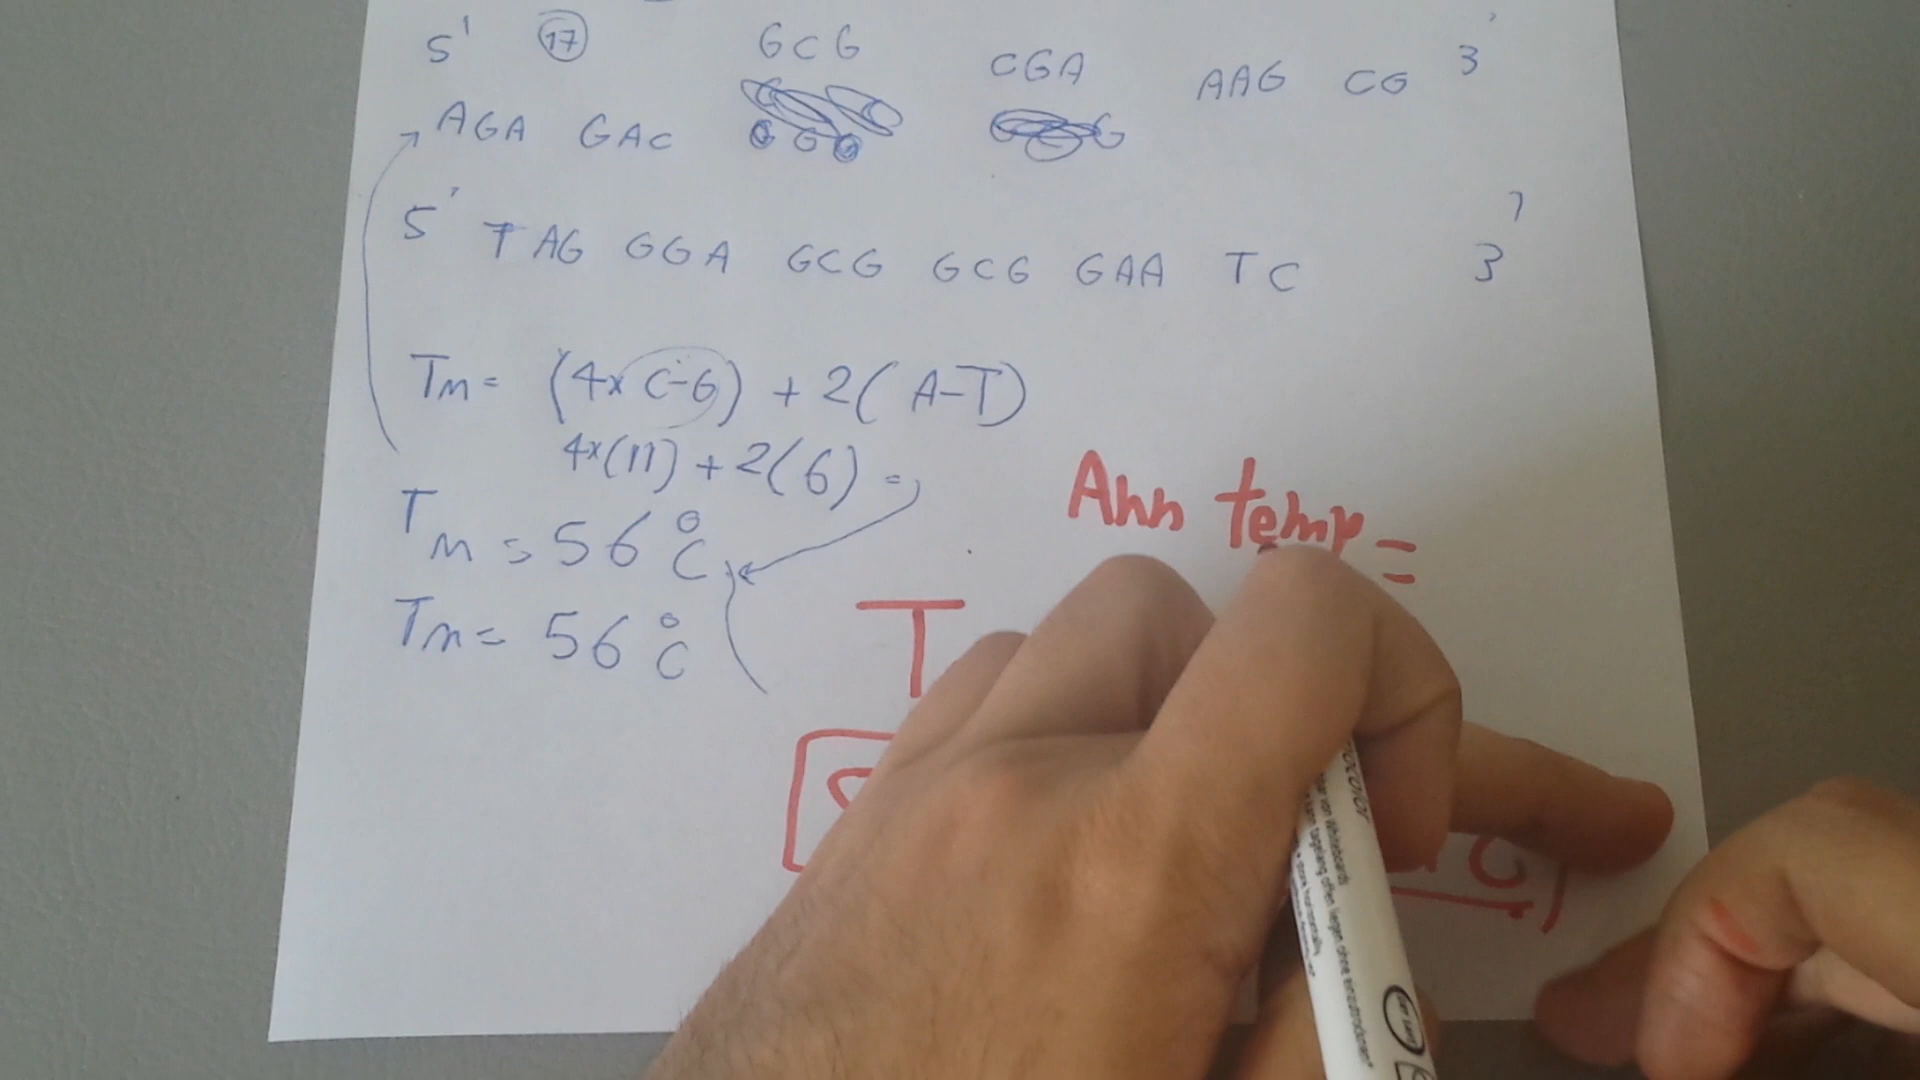 5' 17 GCG CGA AAG CG 3'
AGA GAC
5' TAG GGA GCG GCG GAA TC 3'
Tm= (4x C-G) + 2( A-T)
4x(11) + 2(6) =
Tm = 56°C
Tm= 56°C
Ann temp =
T